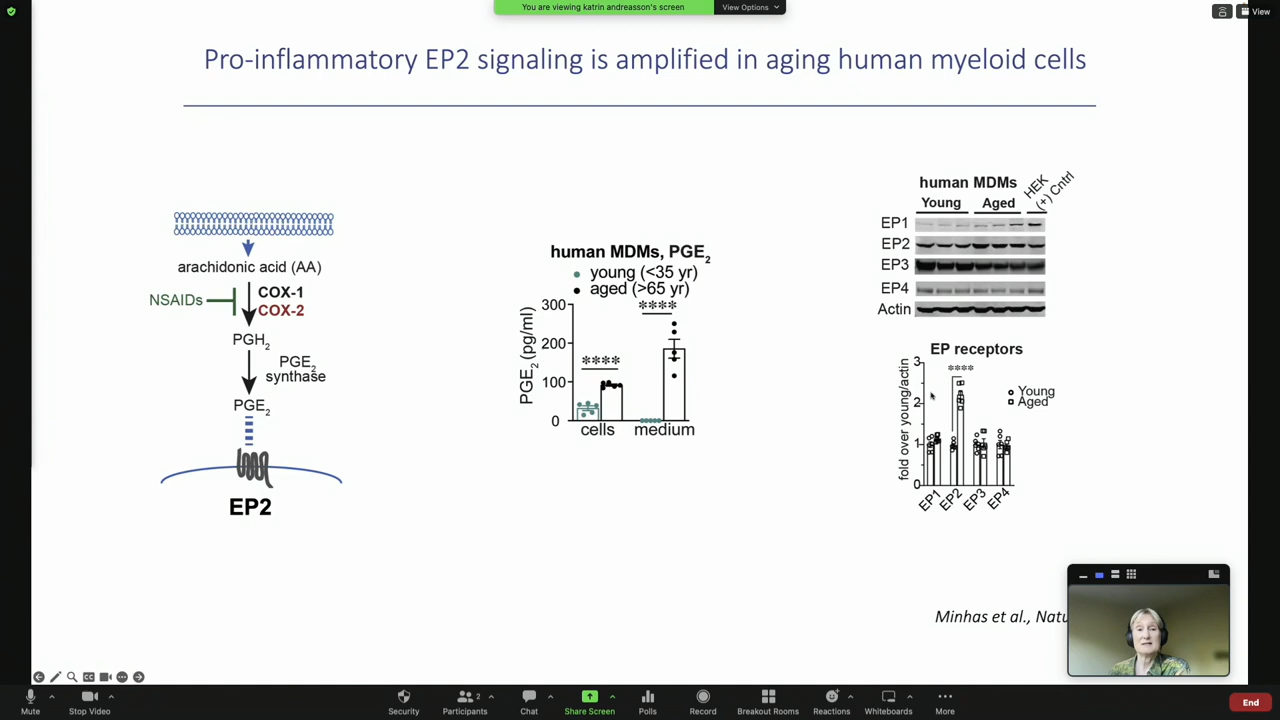 You are viewing katrin andreasson's screen
View Options
View
Pro-inflammatory EP2 signaling is amplified in aging human myeloid cells
arachidonic acid (AA)
NSAIDs
COX-1
COX-2
PGH2
PGE2
synthase
PGE2
EP2
human MDMs, PGE2
young (<35 yr)
aged (>65 yr)
PGE2 (pg/ml)
300
200
100
0
****
****
cells
medium
human MDMs
Young
Aged
HEK
(+) Cntrl
EP1
EP2
EP3
EP4
Actin
EP receptors
fold over young/actin
3
2
1
0
****
Young
Aged
EP1
EP2
EP3
EP4
Minhas et al., Natu
Mute
Stop Video
Security
Participants
2
Chat
Share Screen
Polls
Record
Breakout Rooms
Reactions
Whiteboards
More
End